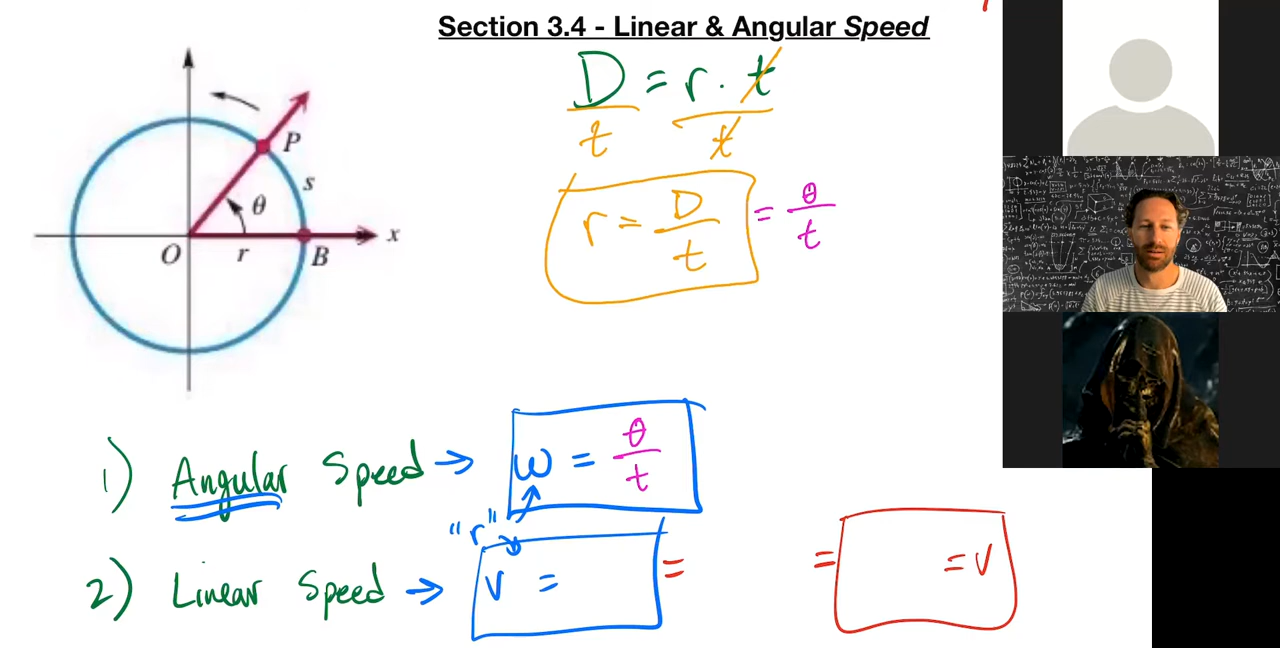 Section 3.4 - Linear & Angular Speed
D = r · t
t t
r = D/t = θ/t
P
s
θ
x
O r B
1) Angular Speed → ω = θ/t
"r"
2) Linear Speed → v = = = = v